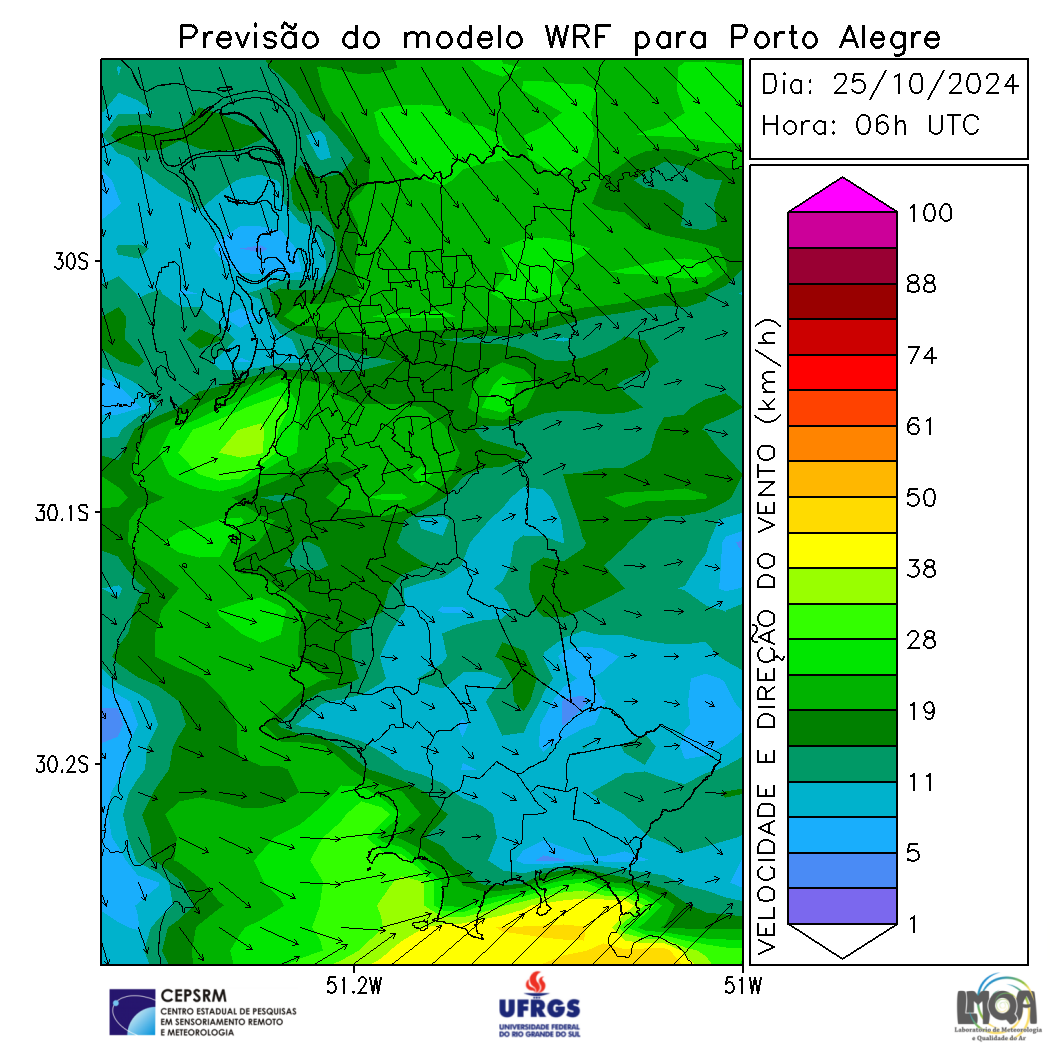 Previsão do modelo WRF para Porto Alegre
Dia: 25/10/2024
Hora: 06h UTC
30S
30.1S
30.2S
51.2W
51W
VELOCIDADE E DIREÇÃO DO VENTO (km/h)
100
88
74
61
50
38
28
19
11
5
1
CEPSRM
CENTRO ESTADUAL DE PESQUISAS
EM SENSORIAMENTO REMOTO
E METEOROLOGIA
UFRGS
UNIVERSIDADE FEDERAL
DO RIO GRANDE DO SUL
LMQA
Laboratório de Meteorologia
e Qualidade do Ar